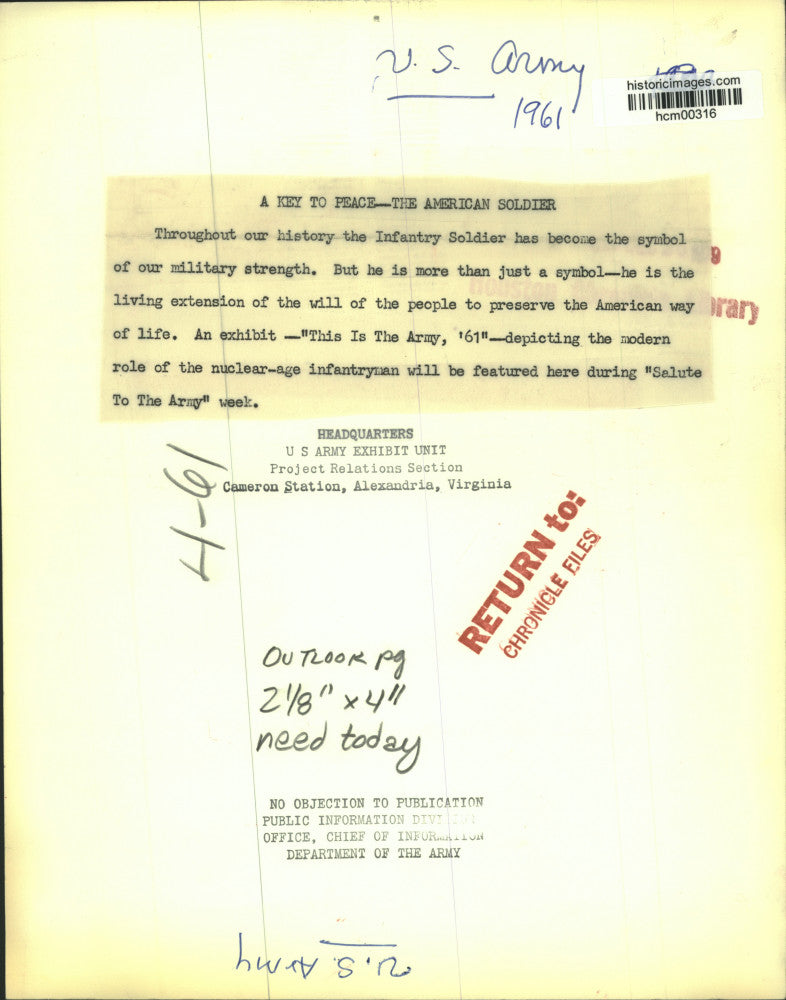 U.S. Army
1961
historicimages.com
hcm00316
A KEY TO PEACE—THE AMERICAN SOLDIER
Throughout our history the Infantry Soldier has become the symbol
of our military strength. But he is more than just a symbol—he is the
living extension of the will of the people to preserve the American way
of life. An exhibit —"This Is The Army, '61"—depicting the modern
role of the nuclear-age infantryman will be featured here during "Salute
To The Army" week.
HEADQUARTERS
U S ARMY EXHIBIT UNIT
Project Relations Section
Cameron Station, Alexandria, Virginia
4-61
RETURN to:
CHRONICLE FILES
OUTLOOK pg
2 1/8" x 4"
need today
NO OBJECTION TO PUBLICATION
PUBLIC INFORMATION DIVISION
OFFICE, CHIEF OF INFORMATION
DEPARTMENT OF THE ARMY
U.S. Army